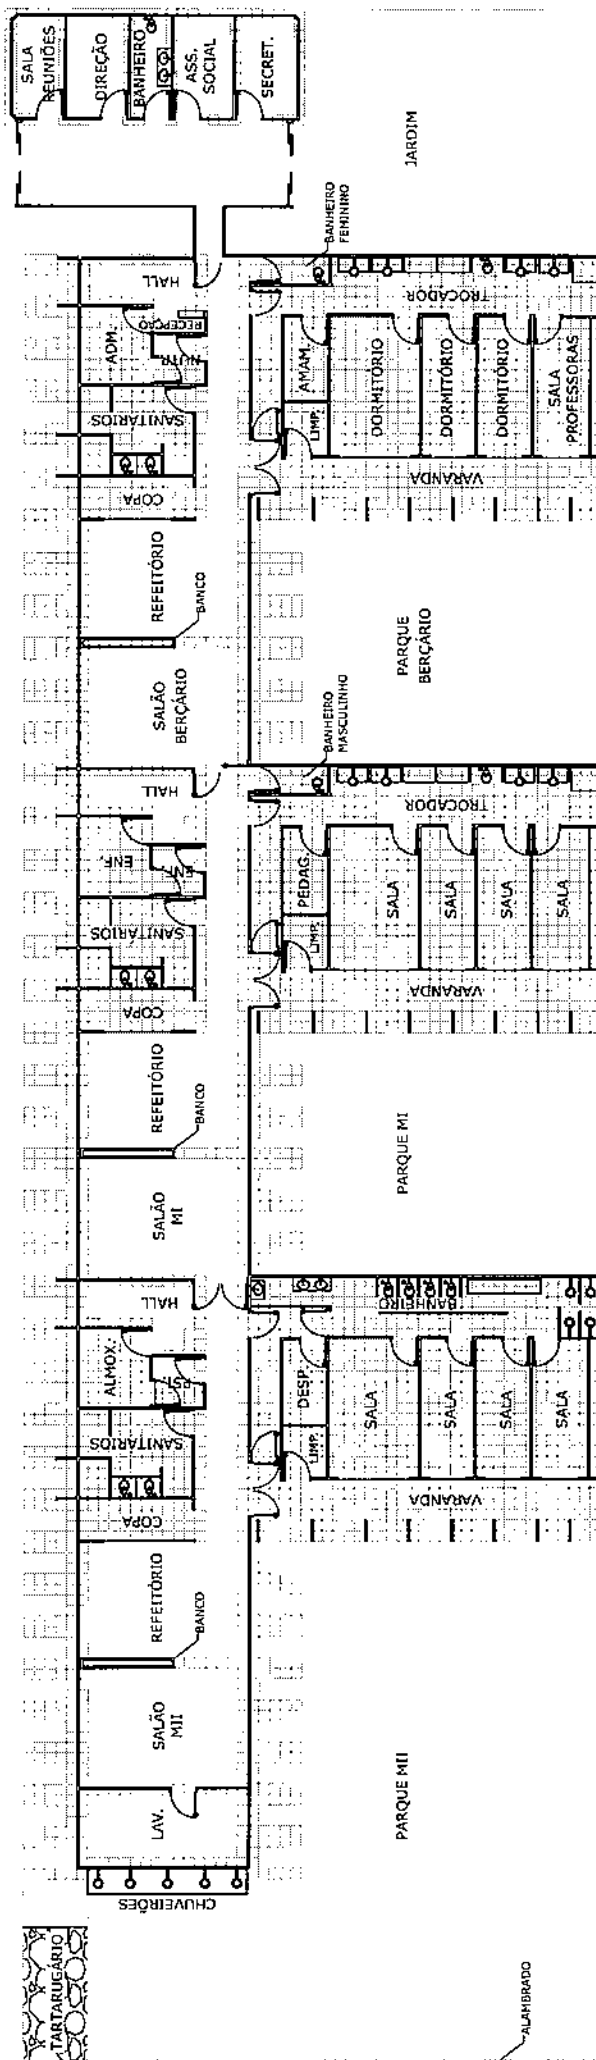 SALA
REUNIÕES
DIREÇÃO
BANHEIRO
ASS.
SOCIAL
SECRET.
JARDIM
BANHEIRO
FEMININO
HALL
TROCADOR
ADM.
RECEPÇÃO
NUTR.
AMAM.
DORMITÓRIO
DORMITÓRIO
DORMITÓRIO
SALA
PROFESSORAS
SANITÁRIOS
LIMP.
COPA
VARANDA
REFEITÓRIO
BANCO
PARQUE
BERÇÁRIO
SALÃO
BERÇÁRIO
BANHEIRO
MASCULINHO
HALL
TROCADOR
ENF.
ENF.
PEDAG.
SALA
SALA
SALA
SALA
SANITÁRIOS
LIMP.
COPA
VARANDA
REFEITÓRIO
BANCO
PARQUE MI
SALÃO
MI
HALL
BANHEIRO
ALMOX.
DESP.
SALA
SALA
SALA
SALA
SANITÁRIOS
LIMP.
COPA
VARANDA
REFEITÓRIO
BANCO
SALÃO
MII
PARQUE MII
LAV.
CHUVEIRÕES
TARTARUGÁRIO
ALAMBRADO